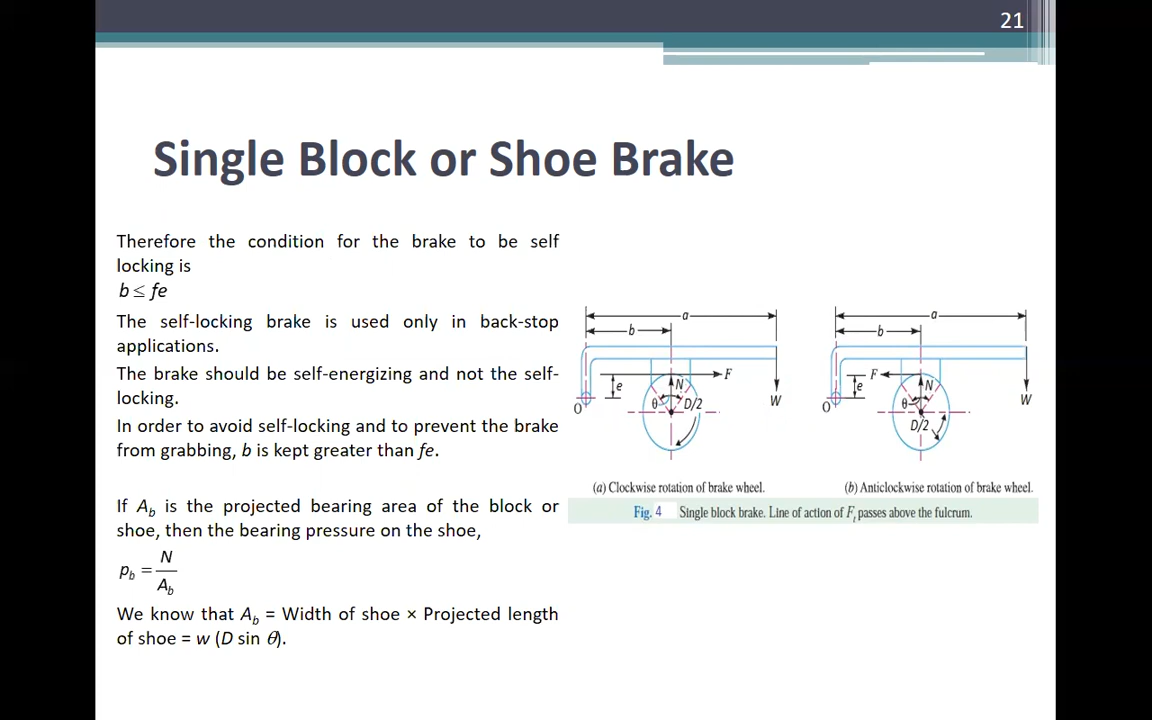 21
Single Block or Shoe Brake
Therefore the condition for the brake to be self
locking is
b ≤ fe
The self-locking brake is used only in back-stop
applications.
The brake should be self-energizing and not the self-
locking.
In order to avoid self-locking and to prevent the brake
from grabbing, b is kept greater than fe.
If A_b is the projected bearing area of the block or
shoe, then the bearing pressure on the shoe,
p_b = N / A_b
We know that A_b = Width of shoe × Projected length
of shoe = w (D sin θ).
a
b
F
e
N
θ
D/2
O
W
(a) Clockwise rotation of brake wheel.
a
b
F
e
N
θ
D/2
O
W
(b) Anticlockwise rotation of brake wheel.
Fig. 4 Single block brake. Line of action of F_t passes above the fulcrum.